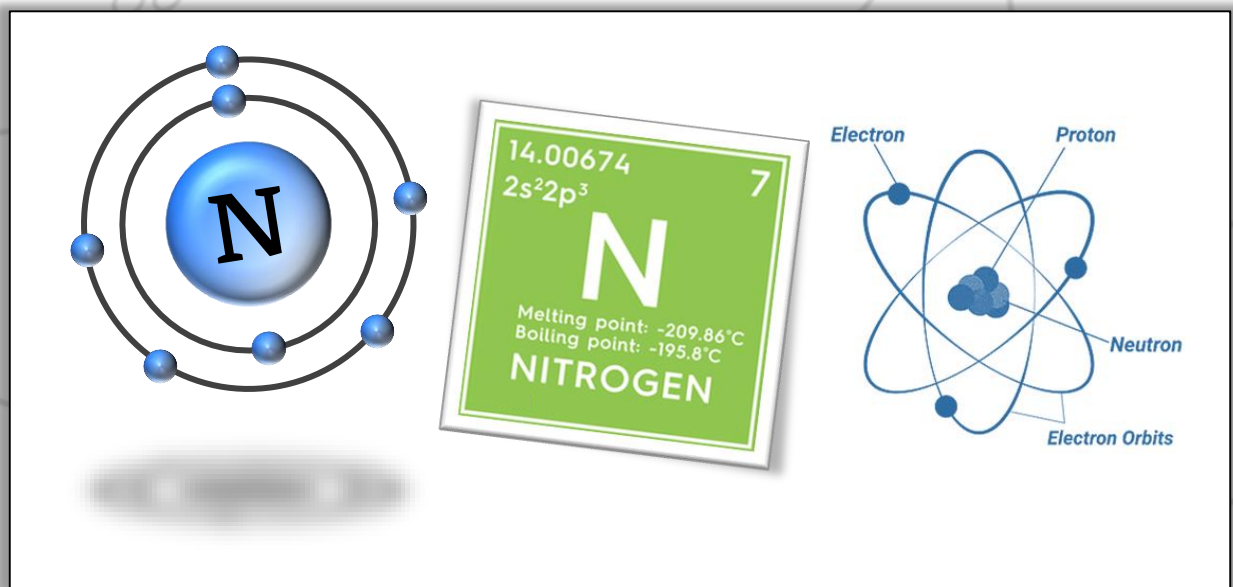 N
14.00674
7
2s²2p³
N
Melting point: -209.86°C
Boiling point: -195.8°C
NITROGEN
Electron
Proton
Neutron
Electron Orbits